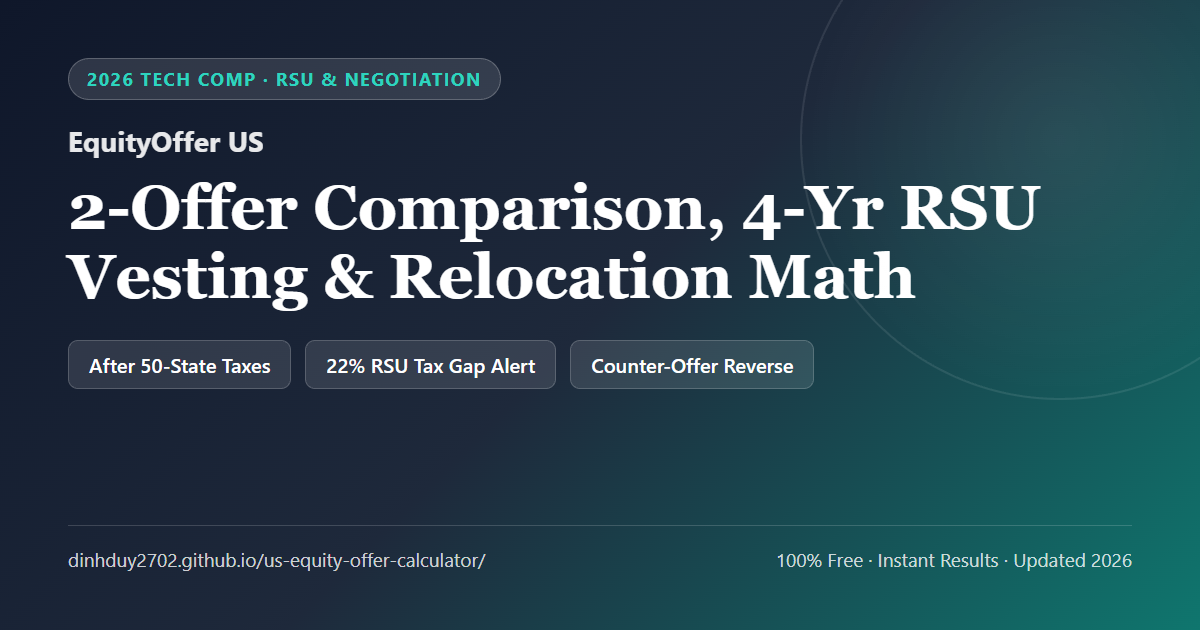 2026 TECH COMP · RSU & NEGOTIATION
EquityOffer US
2-Offer Comparison, 4-Yr RSU
Vesting & Relocation Math
After 50-State Taxes
22% RSU Tax Gap Alert
Counter-Offer Reverse
dinhduy2702.github.io/us-equity-offer-calculator/
100% Free · Instant Results · Updated 2026